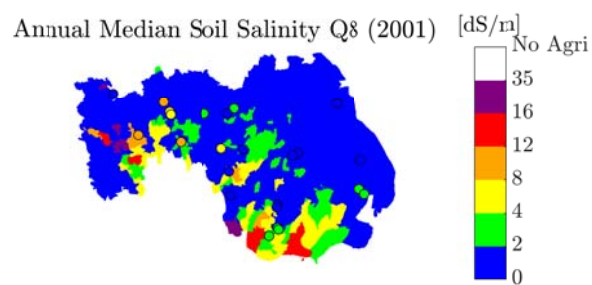 Annual Median Soil Salinity Q8 (2001)
[dS/m]
No Agri
35
16
12
8
4
2
0